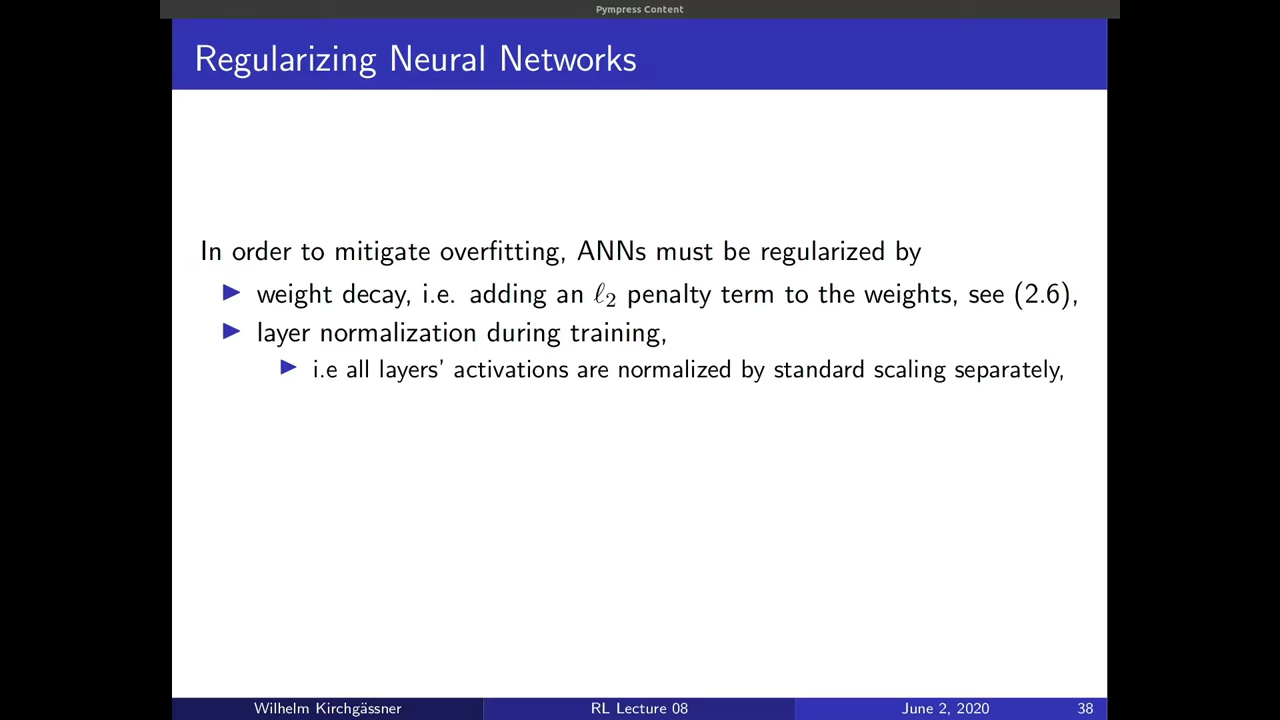 Pympress Content
Regularizing Neural Networks
In order to mitigate overfitting, ANNs must be regularized by
▶ weight decay, i.e. adding an ℓ₂ penalty term to the weights, see (2.6),
▶ layer normalization during training,
▶ i.e all layers' activations are normalized by standard scaling separately,
Wilhelm Kirchgässner RL Lecture 08 June 2, 2020 38